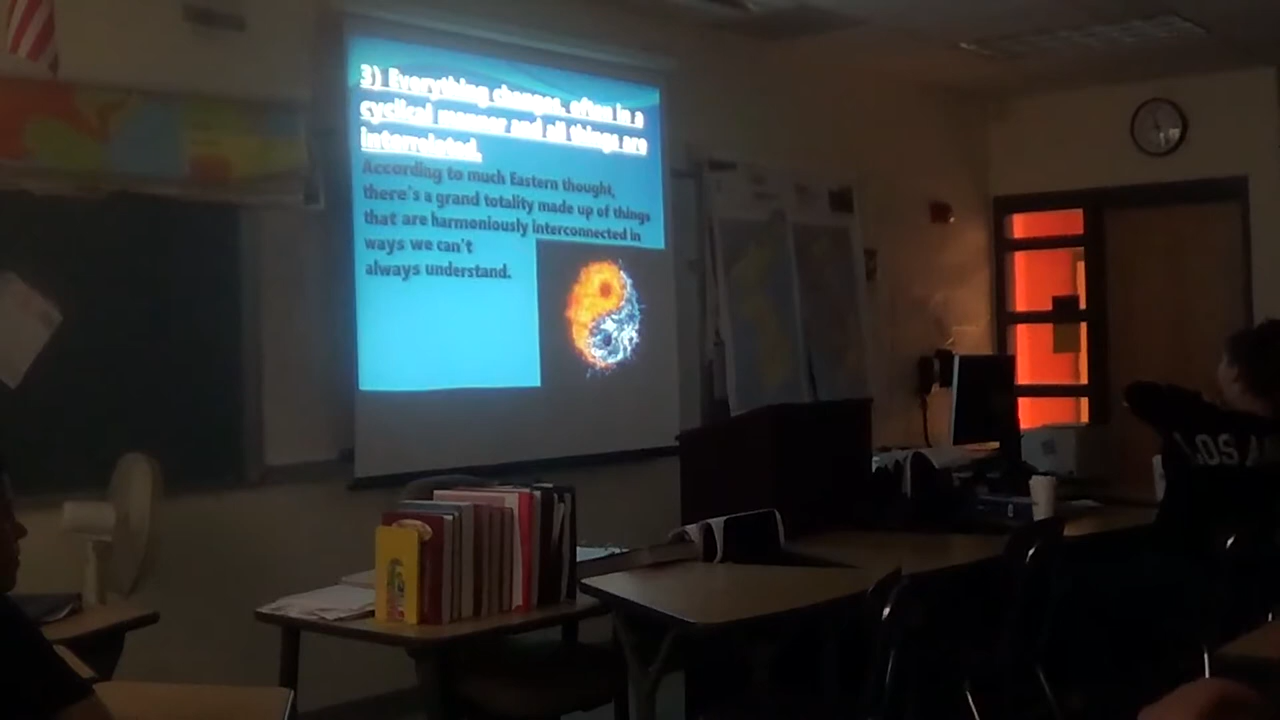 3) Everything changes, often in a
cyclical manner and all things are
interrelated.
According to much Eastern thought,
there's a grand totality made up of things
that are harmoniously interconnected in
ways we can't
always understand.
LOS